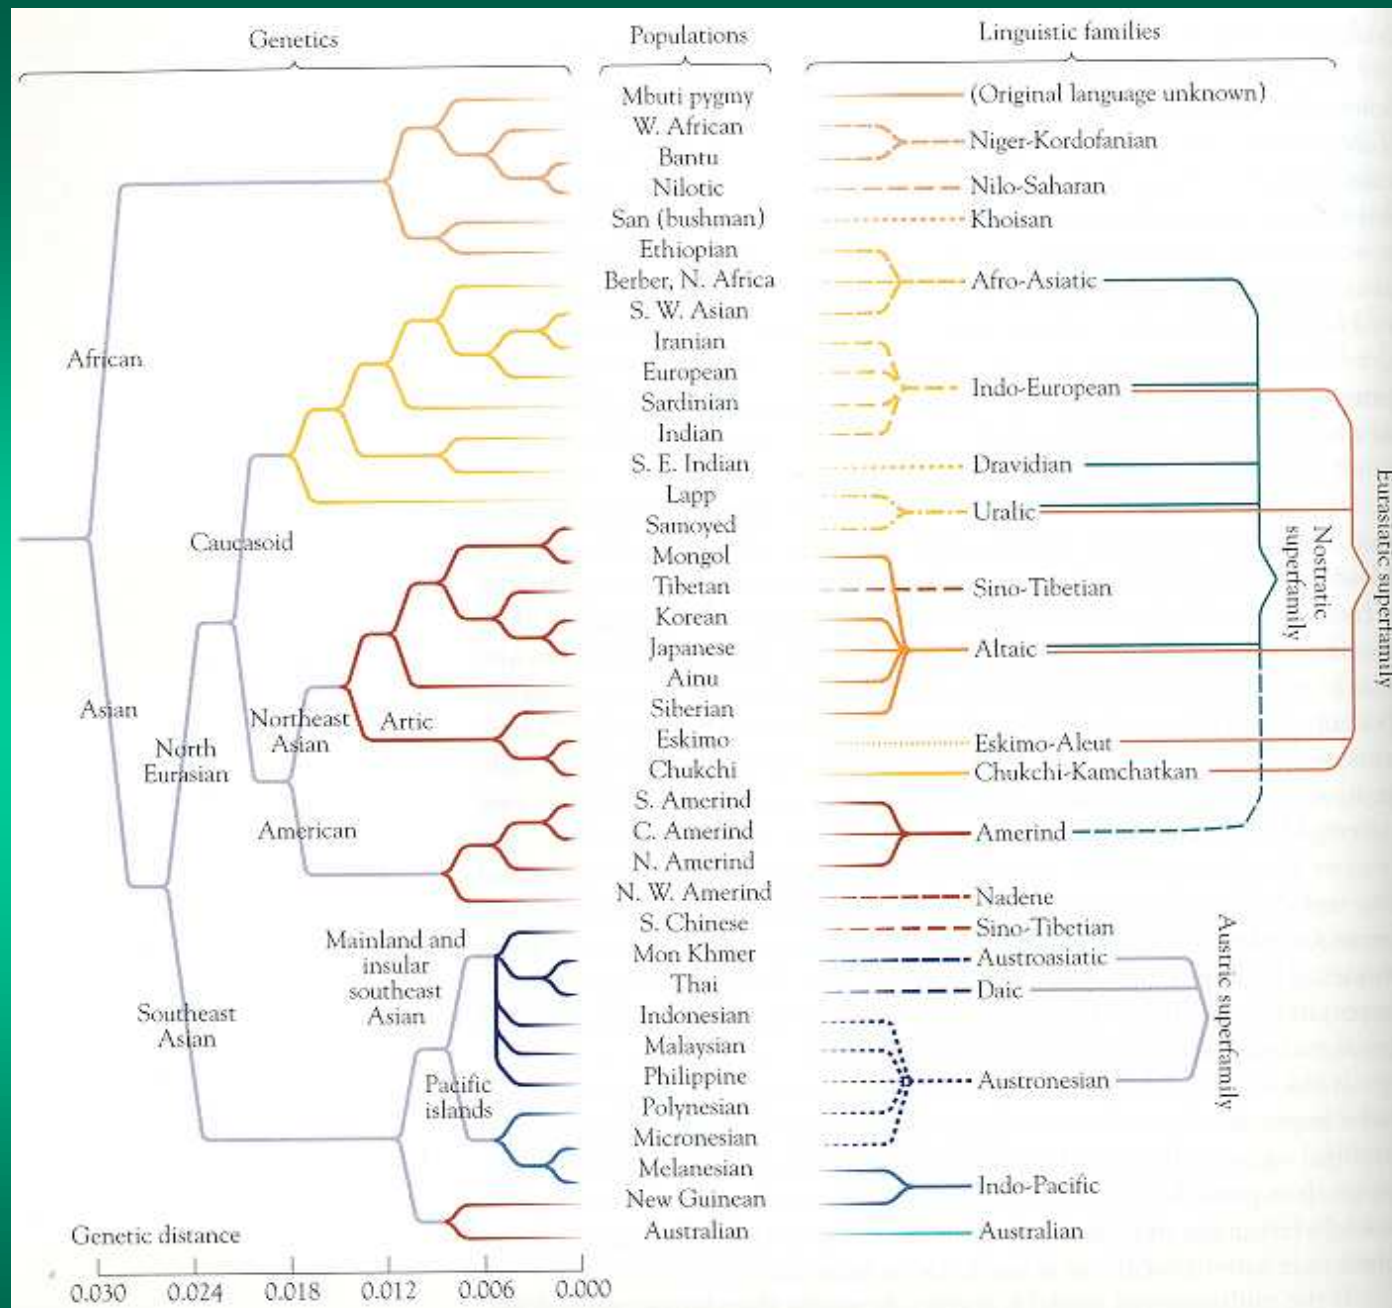 Genetics
Populations
Linguistic families
Mbuti pygmy
(Original language unknown)
W. African
Niger-Kordofanian
Bantu
Nilotic
Nilo-Saharan
San (bushman)
Khoisan
Ethiopian
Berber, N. Africa
Afro-Asiatic
S. W. Asian
Iranian
African
European
Indo-European
Sardinian
Indian
S. E. Indian
Dravidian
Lapp
Uralic
Samoyed
Caucasoid
Mongol
Tibetan
Sino-Tibetian
Korean
Japanese
Altaic
Ainu
Siberian
Asian
Northeast
Asian
Artic
North
Eurasian
Eskimo
Eskimo-Aleut
Chukchi
Chukchi-Kamchatkan
S. Amerind
American
C. Amerind
Amerind
N. Amerind
N. W. Amerind
Nadene
Nostratic
superfamily
Eurastatic superfamtly
S. Chinese
Sino-Tibetian
Mainland and
insular
southeast
Asian
Mon Khmer
Austroasiatic
Thai
Daic
Southeast
Asian
Indonesian
Malaysian
Philippine
Austronesian
Pacific
islands
Polynesian
Micronesian
Austric superfamily
Melanesian
Indo-Pacific
New Guinean
Australian
Australian
Genetic distance
0.030
0.024
0.018
0.012
0.006
0.000